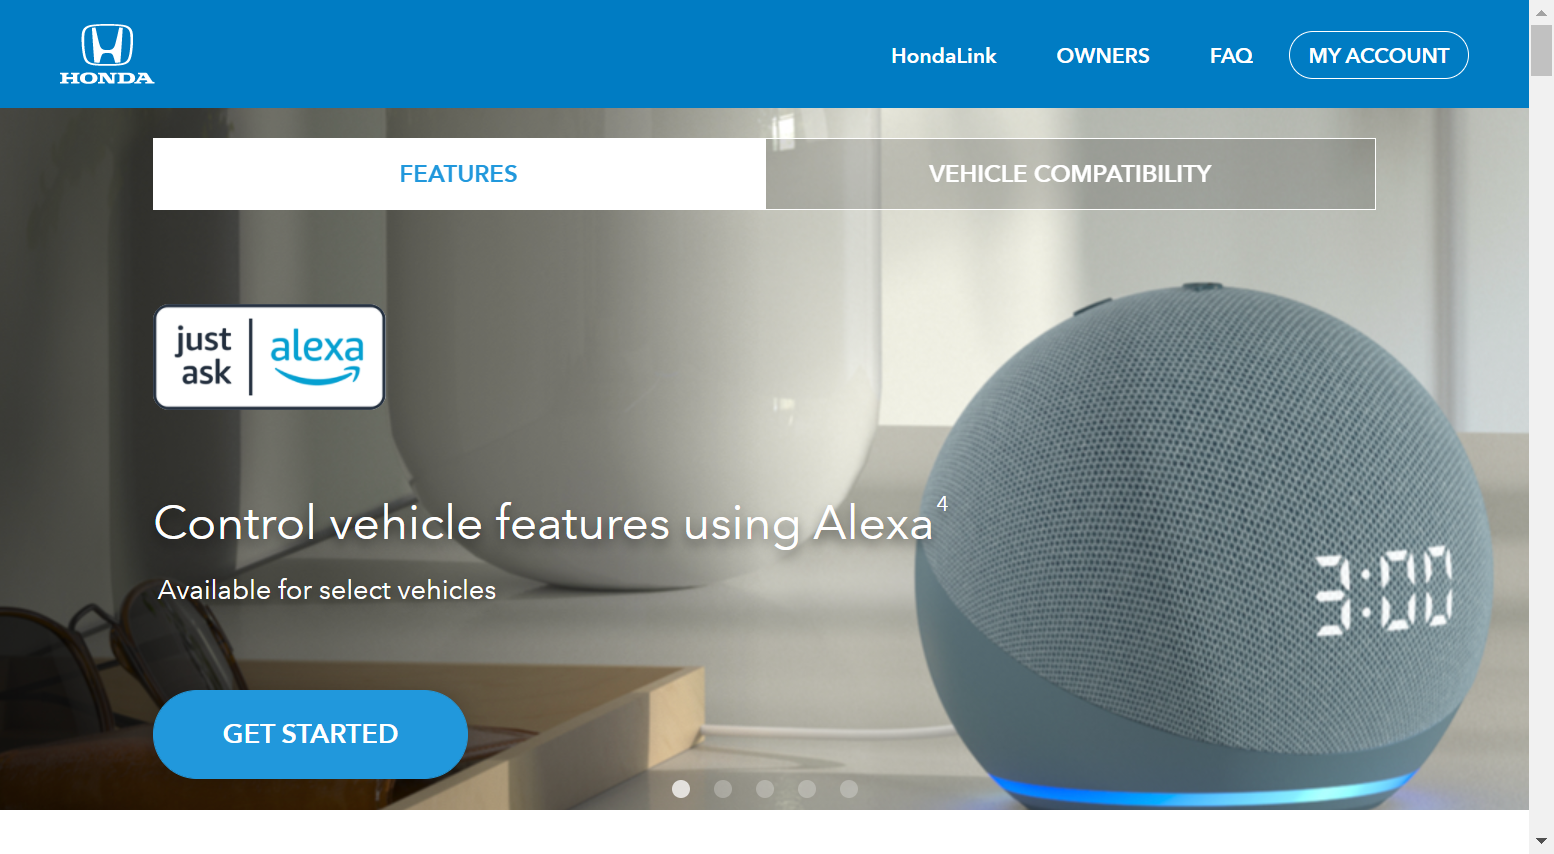 HONDA
HondaLink OWNERS FAQ MY ACCOUNT
FEATURES VEHICLE COMPATIBILITY
just ask alexa
Control vehicle features using Alexa 4
Available for select vehicles
3:00
GET STARTED